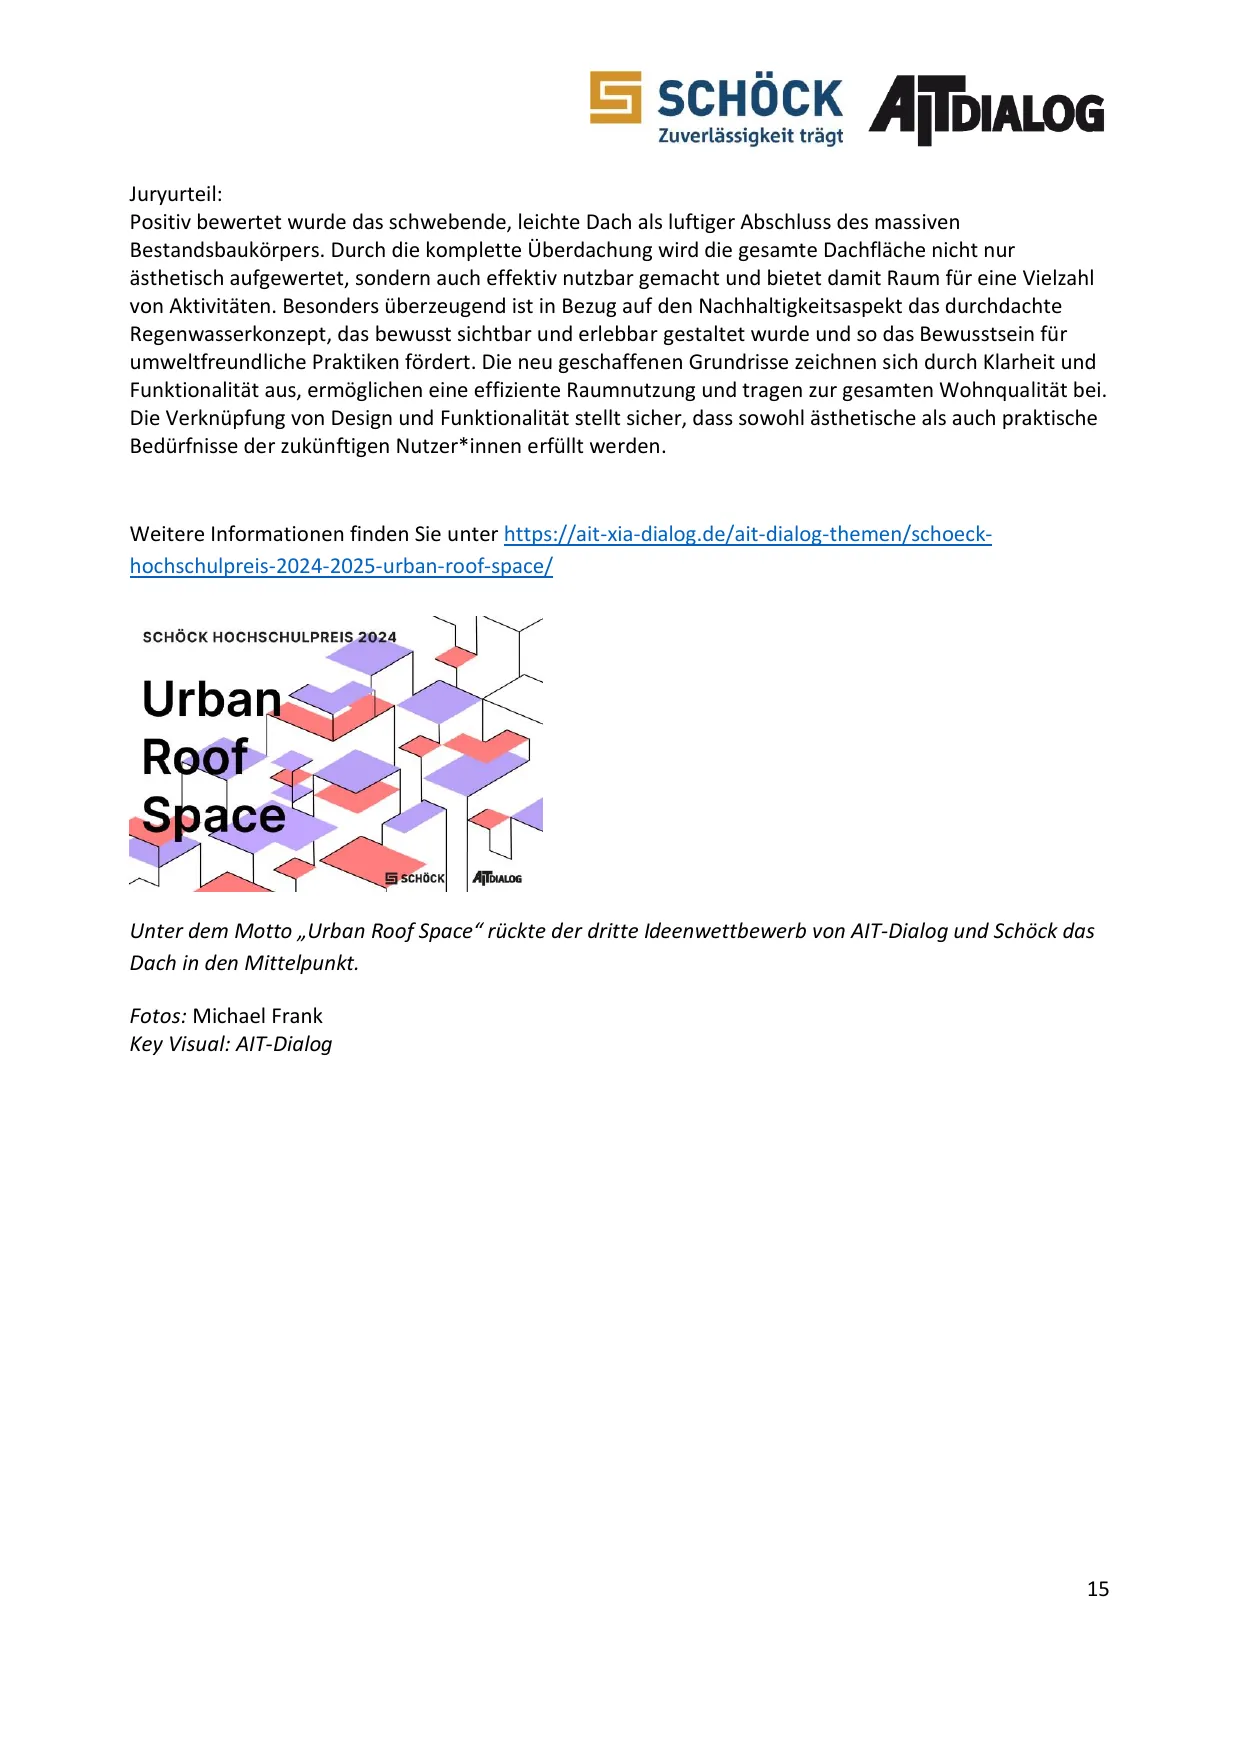 SCHÖCK
Zuverlässigkeit trägt
AITDIALOG
Juryurteil:
Positiv bewertet wurde das schwebende, leichte Dach als luftiger Abschluss des massiven
Bestandsbaukörpers. Durch die komplette Überdachung wird die gesamte Dachfläche nicht nur
ästhetisch aufgewertet, sondern auch effektiv nutzbar gemacht und bietet damit Raum für eine Vielzahl
von Aktivitäten. Besonders überzeugend ist in Bezug auf den Nachhaltigkeitsaspekt das durchdachte
Regenwasserkonzept, das bewusst sichtbar und erlebbar gestaltet wurde und so das Bewusstsein für
umweltfreundliche Praktiken fördert. Die neu geschaffenen Grundrisse zeichnen sich durch Klarheit und
Funktionalität aus, ermöglichen eine effiziente Raumnutzung und tragen zur gesamten Wohnqualität bei.
Die Verknüpfung von Design und Funktionalität stellt sicher, dass sowohl ästhetische als auch praktische
Bedürfnisse der zukünftigen Nutzer*innen erfüllt werden.
Weitere Informationen finden Sie unter https://ait-xia-dialog.de/ait-dialog-themen/schoeck-
hochschulpreis-2024-2025-urban-roof-space/
SCHÖCK HOCHSCHULPREIS 2024
Urban
Roof
Space
SCHÖCK
AITDIALOG
Unter dem Motto „Urban Roof Space“ rückte der dritte Ideenwettbewerb von AIT-Dialog und Schöck das
Dach in den Mittelpunkt.
Fotos: Michael Frank
Key Visual: AIT-Dialog
15